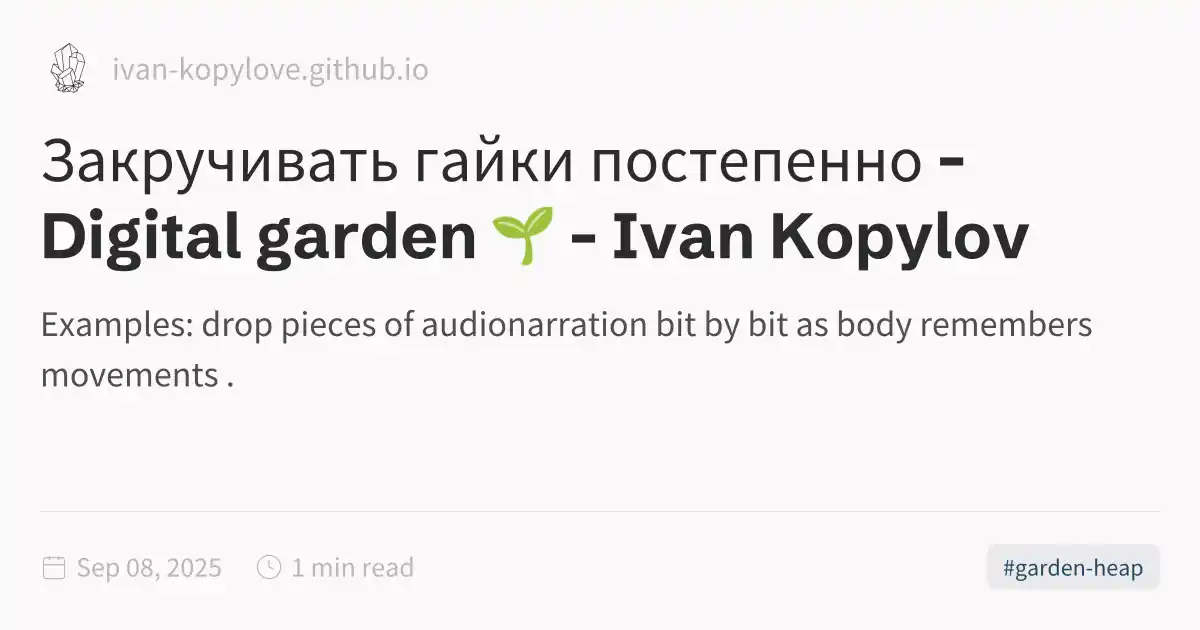 ivan-kopylove.github.io
Закручивать гайки постепенно -
Digital garden 🌱 - Ivan Kopylov
Examples: drop pieces of audionarration bit by bit as body remembers
movements .
Sep 08, 2025 1 min read #garden-heap